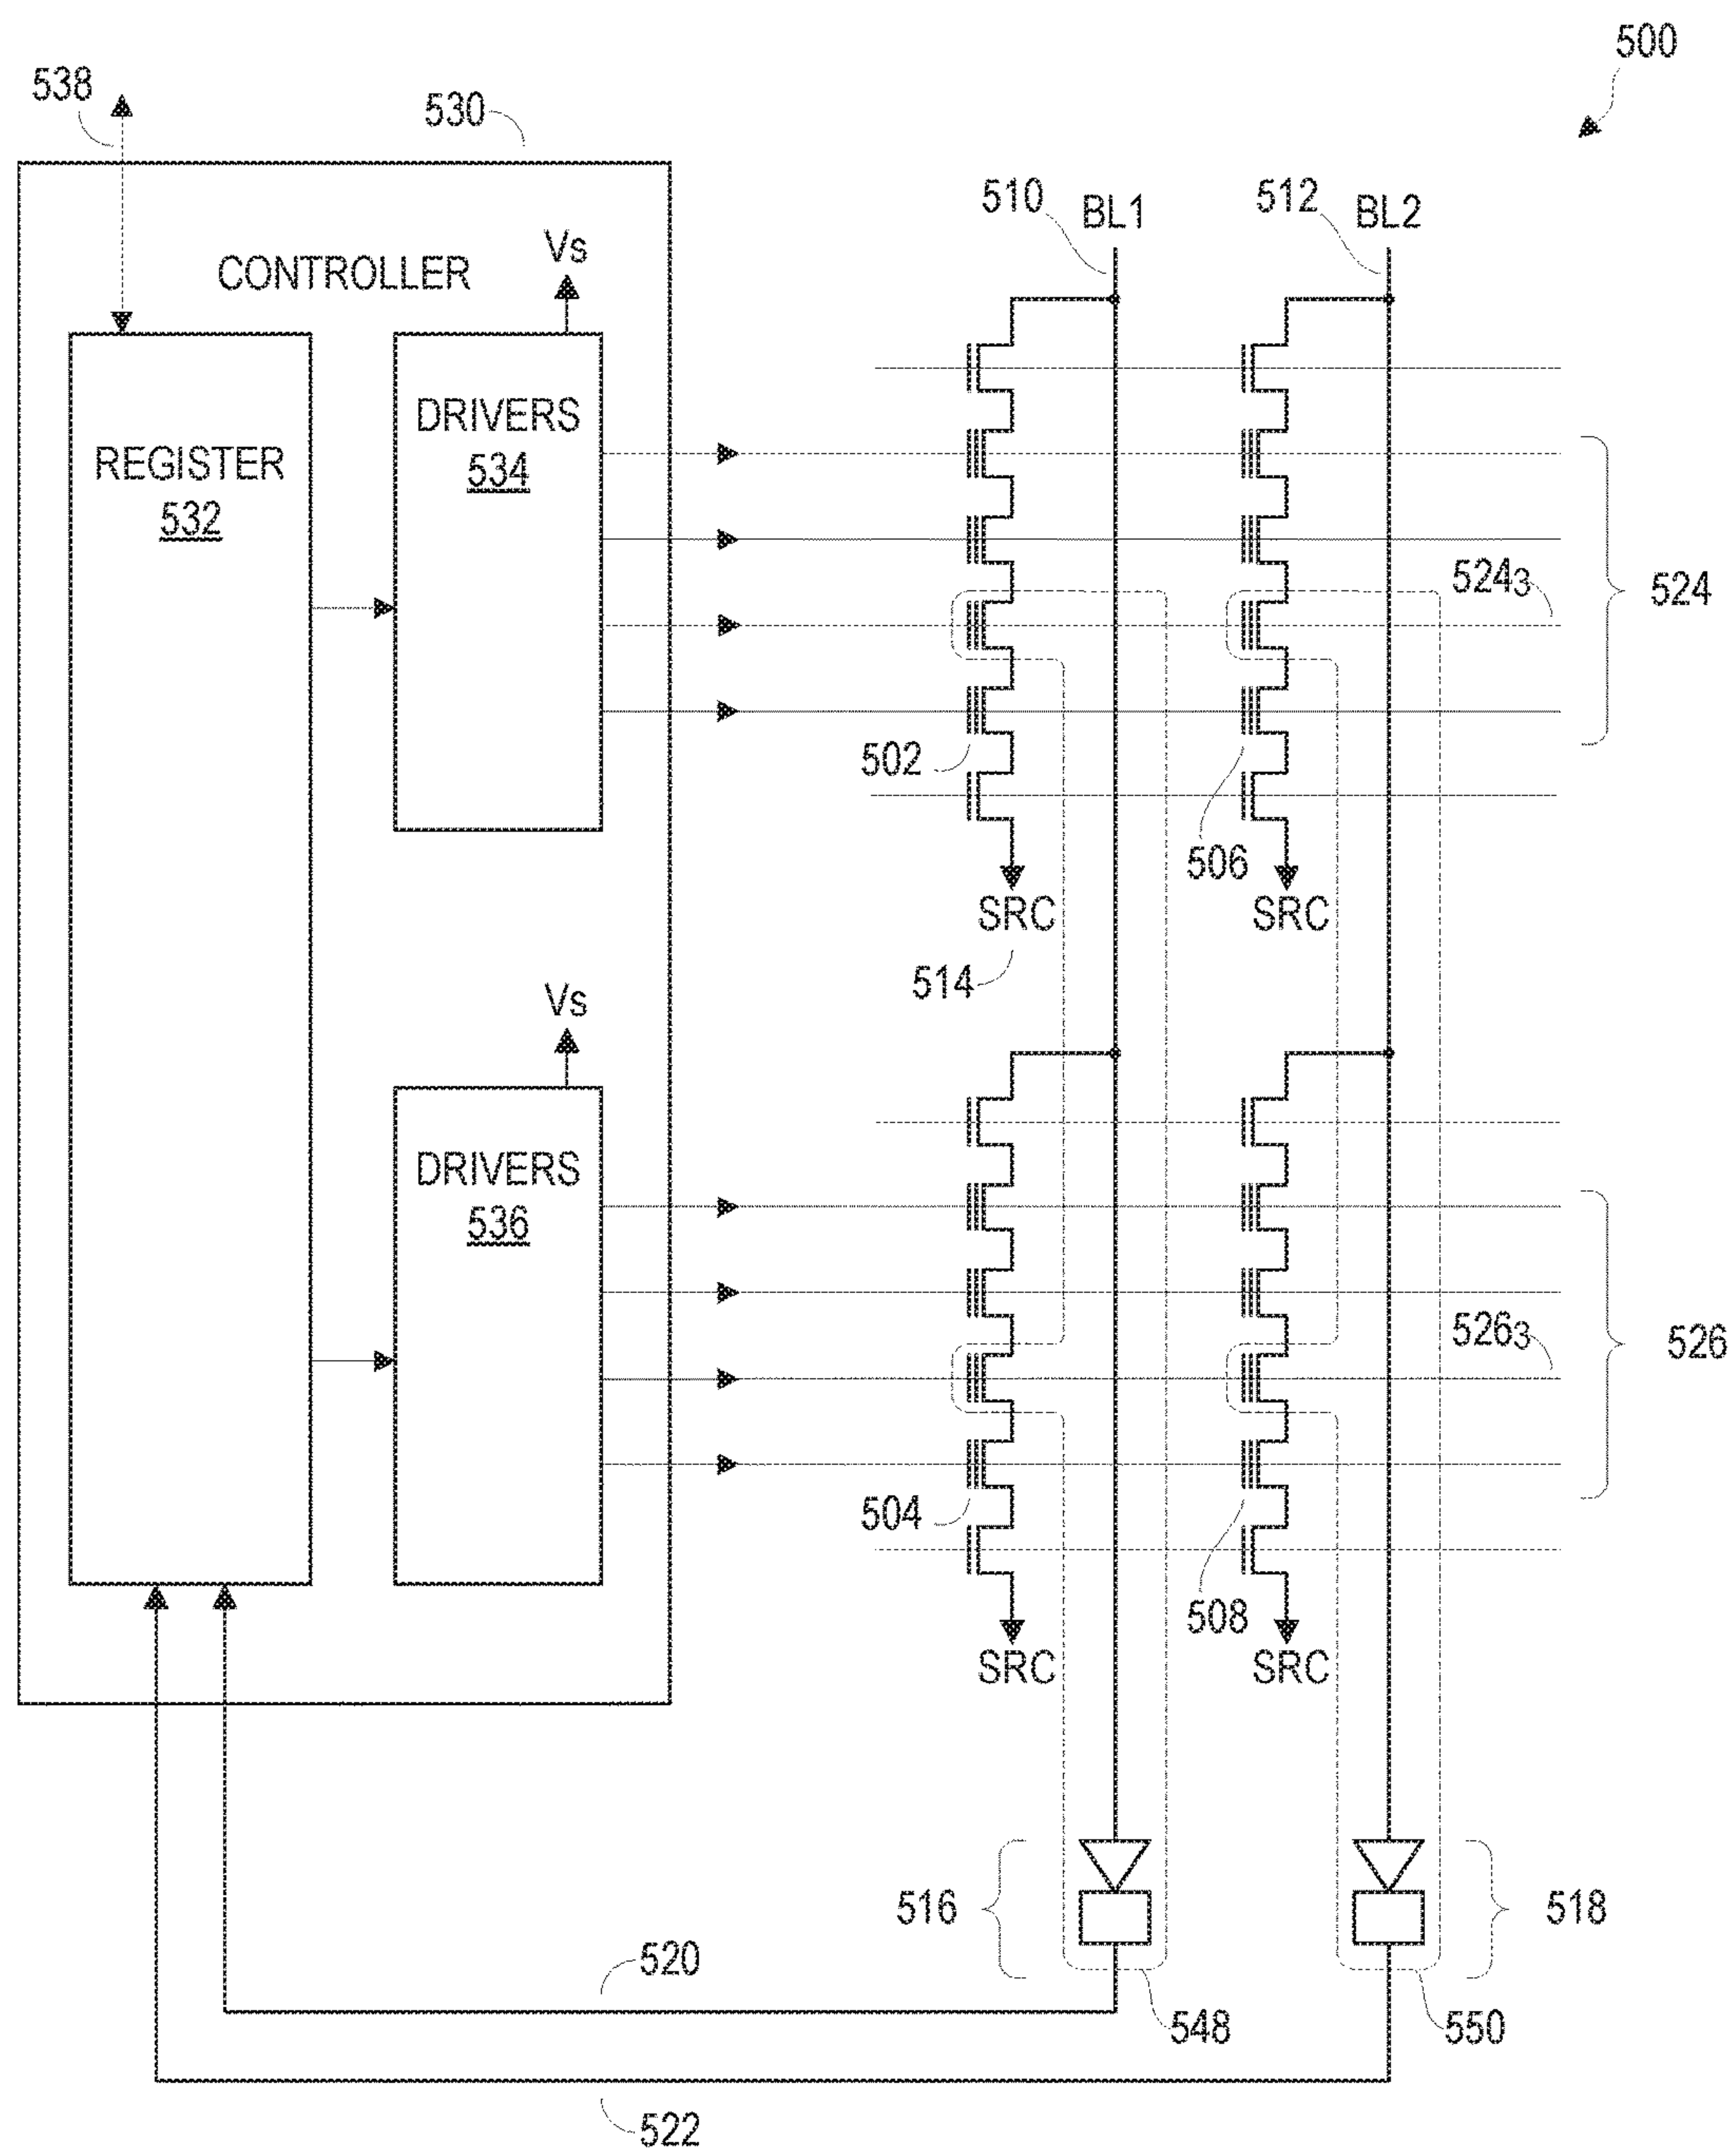 500
538
530
510
BL1
512
BL2
Vs
CONTROLLER
DRIVERS
534
REGISTER
532
524₃
524
502
506
SRC
SRC
514
Vs
DRIVERS
536
526₃
526
504
508
SRC
SRC
516
518
520
548
550
522